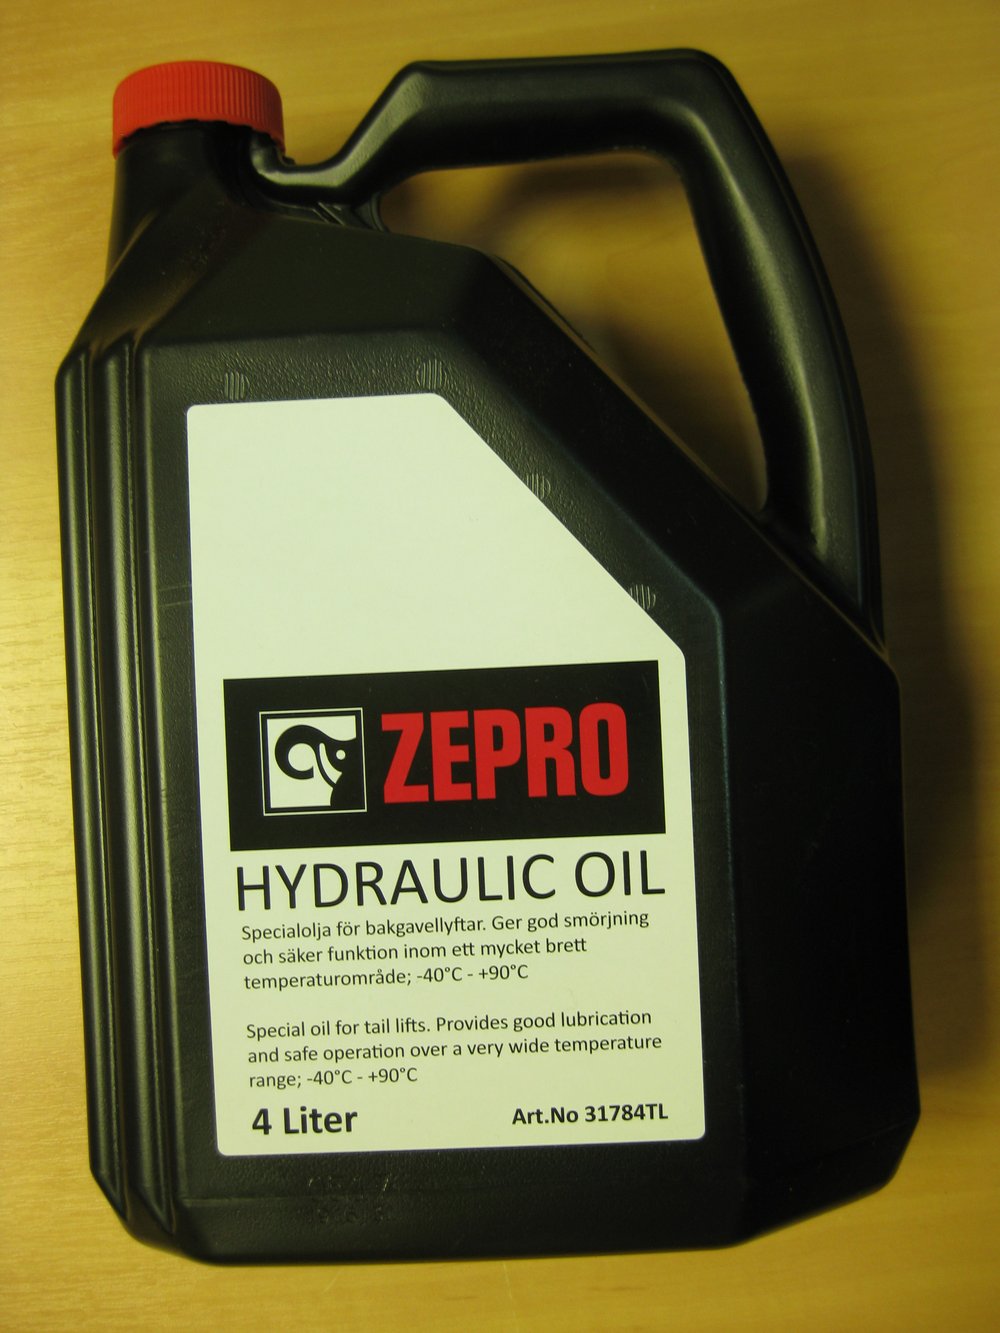 ZEPRO
HYDRAULIC OIL
Specialolja för bakgavellyftar. Ger god smörjning
och säker funktion inom ett mycket brett
temperaturområde; -40°C - +90°C
Special oil for tail lifts. Provides good lubrication
and safe operation over a very wide temperature
range; -40°C - +90°C
4 Liter
Art.No 31784TL